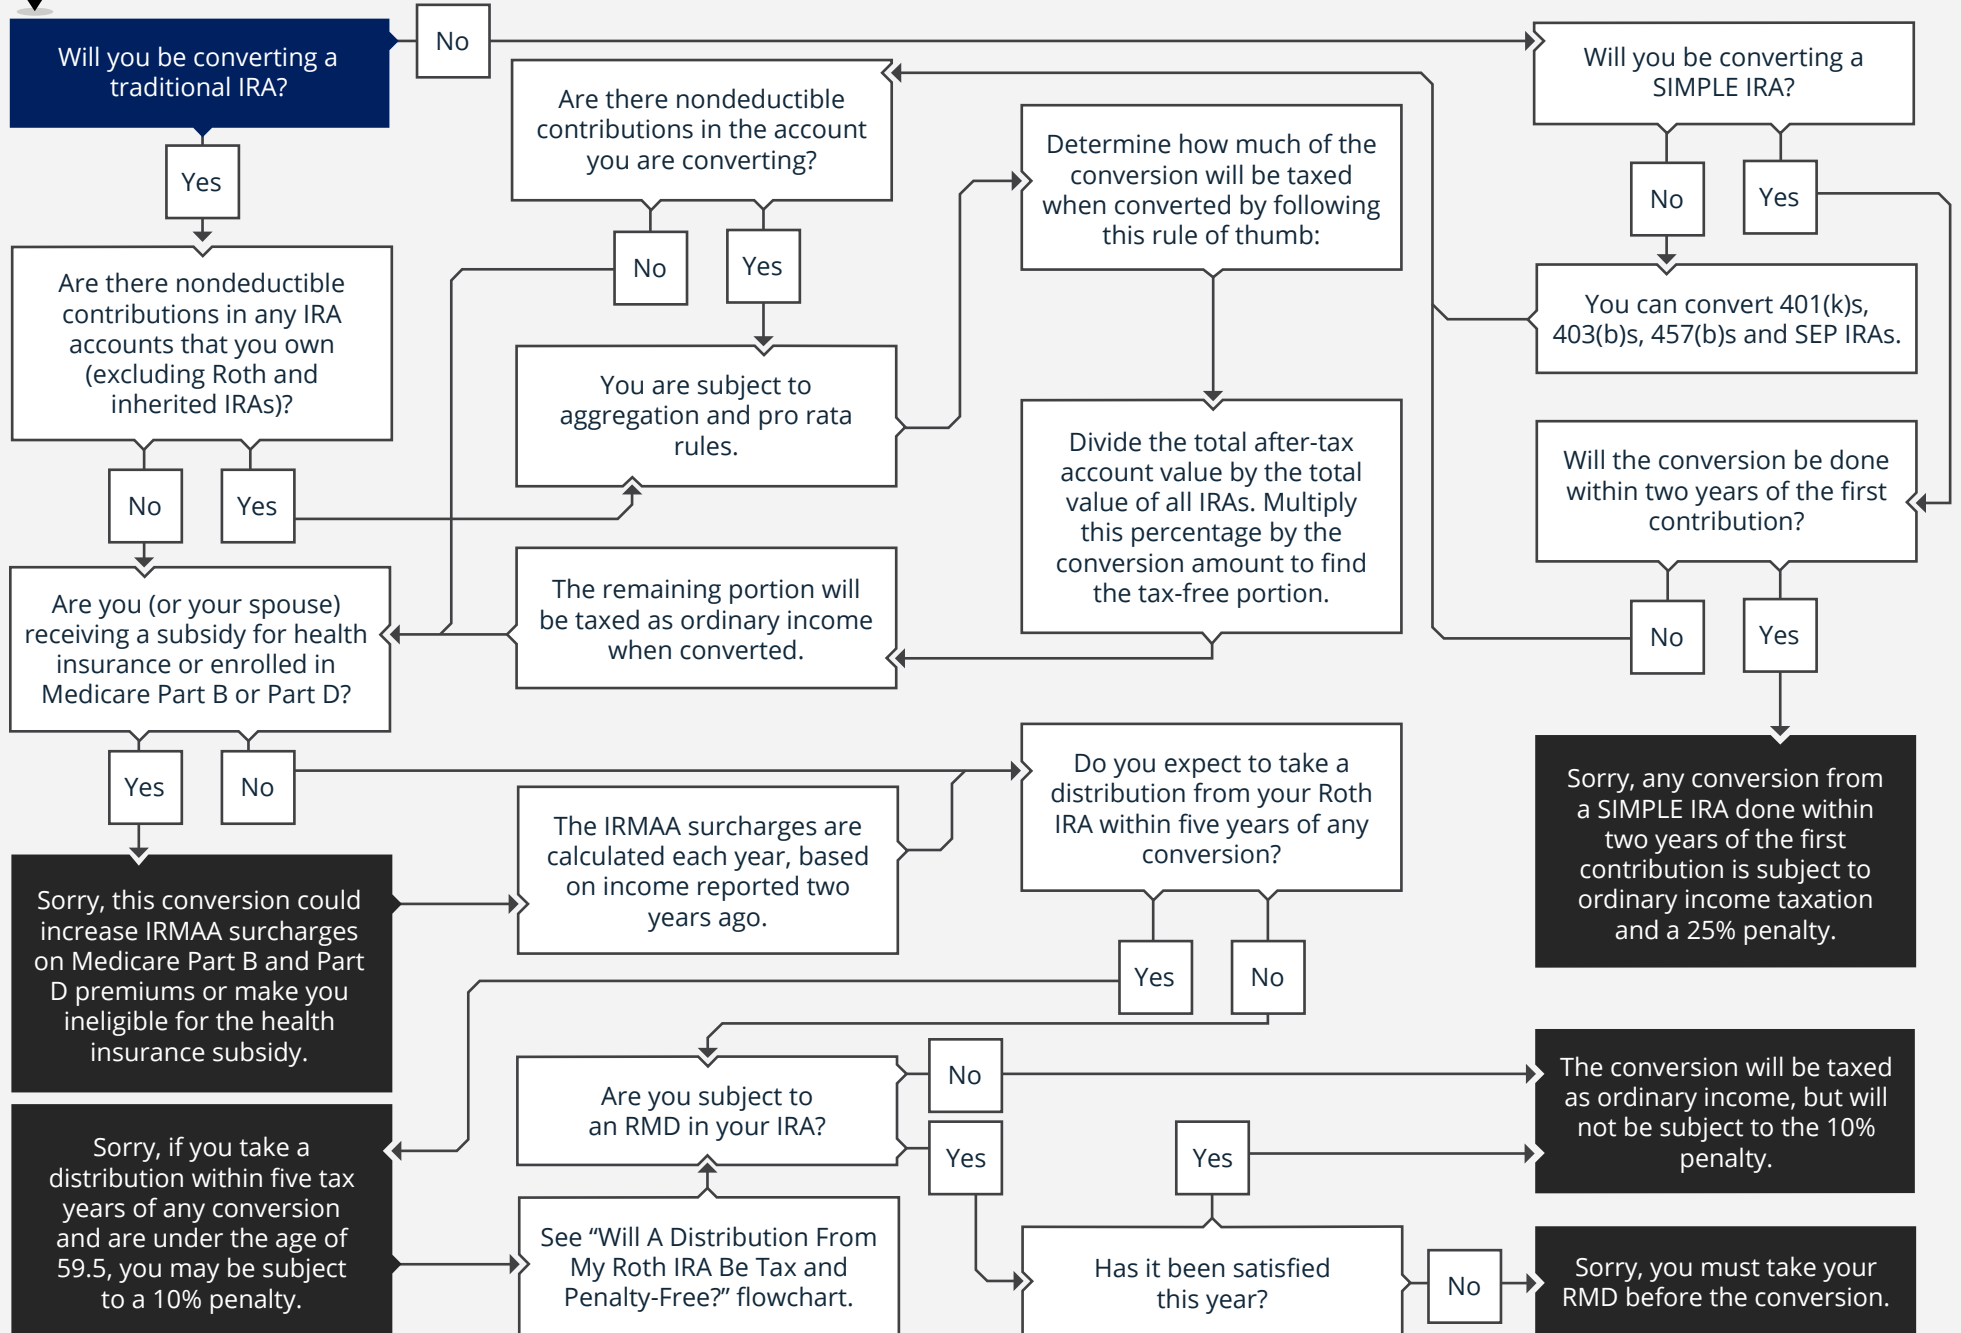 Will you be converting a
traditional IRA?
No
Yes
Will you be converting a
SIMPLE IRA?
No
Yes
Are there nondeductible
contributions in the account
you are converting?
No
Yes
Determine how much of the
conversion will be taxed
when converted by following
this rule of thumb:
You can convert 401(k)s,
403(b)s, 457(b)s and SEP IRAs.
Are there nondeductible
contributions in any IRA
accounts that you own
(excluding Roth and
inherited IRAs)?
No
Yes
You are subject to
aggregation and pro rata
rules.
Divide the total after-tax
account value by the total
value of all IRAs. Multiply
this percentage by the
conversion amount to find
the tax-free portion.
Will the conversion be done
within two years of the first
contribution?
No
Yes
Are you (or your spouse)
receiving a subsidy for health
insurance or enrolled in
Medicare Part B or Part D?
Yes
No
The remaining portion will
be taxed as ordinary income
when converted.
Do you expect to take a
distribution from your Roth
IRA within five years of any
conversion?
Yes
No
Sorry, any conversion from
a SIMPLE IRA done within
two years of the first
contribution is subject to
ordinary income taxation
and a 25% penalty.
Sorry, this conversion could
increase IRMAA surcharges
on Medicare Part B and Part
D premiums or make you
ineligible for the health
insurance subsidy.
The IRMAA surcharges are
calculated each year, based
on income reported two
years ago.
Are you subject to
an RMD in your IRA?
No
Yes
The conversion will be taxed
as ordinary income, but will
not be subject to the 10%
penalty.
Sorry, if you take a
distribution within five tax
years of any conversion
and are under the age of
59.5, you may be subject
to a 10% penalty.
See “Will A Distribution From
My Roth IRA Be Tax and
Penalty-Free?” flowchart.
Yes
Has it been satisfied
this year?
No
Sorry, you must take your
RMD before the conversion.